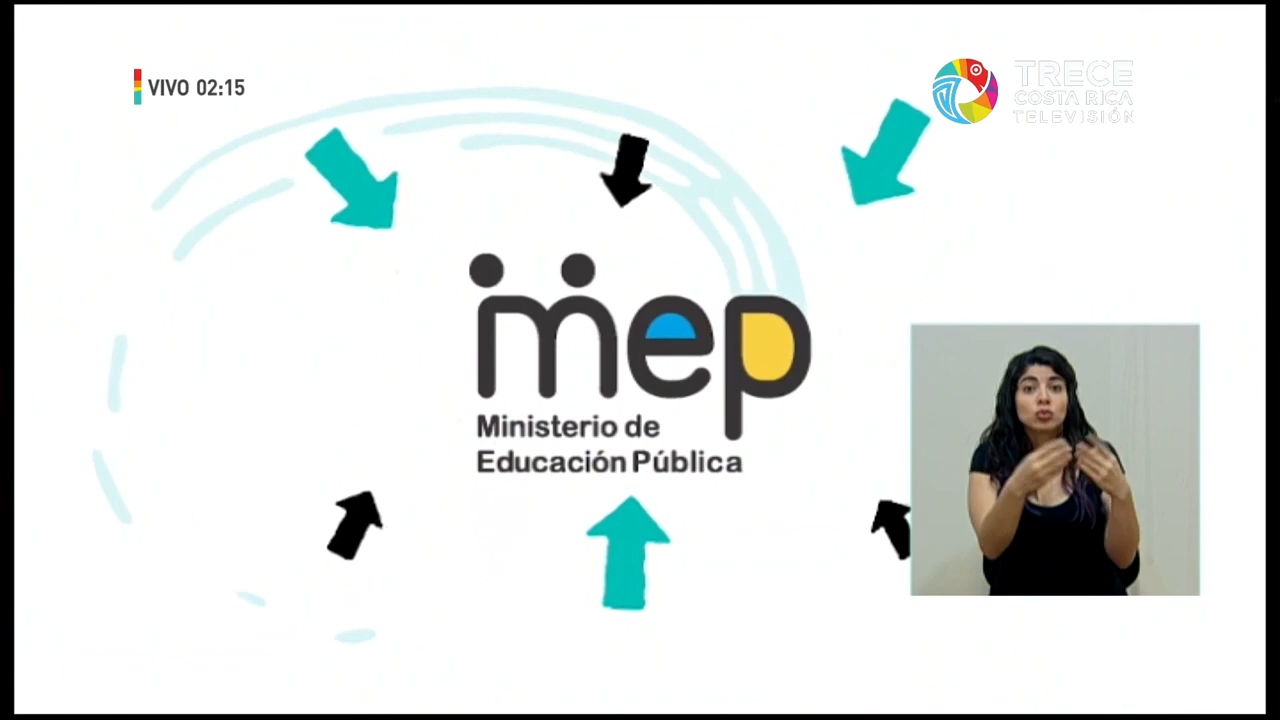 VIVO 02:15
TRECE
COSTA RICA
TELEVISIÓN
mep
Ministerio de
Educación Pública